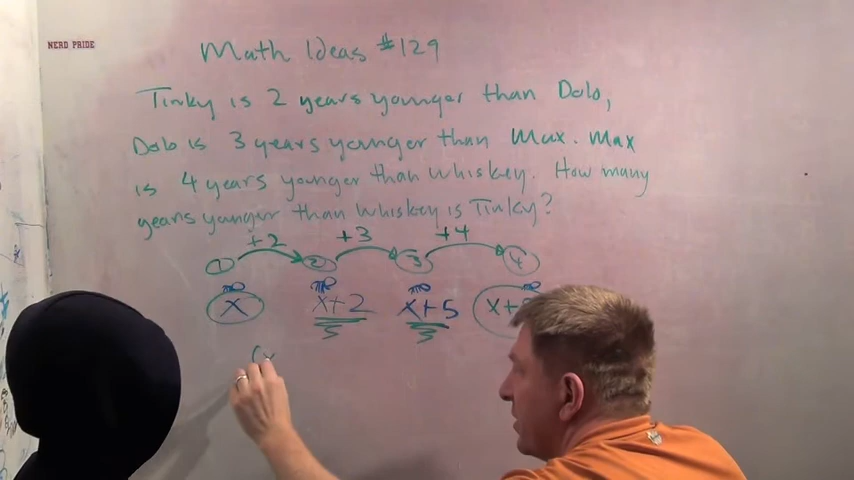 NERD PRIDE
Math Ideas #129
Tinky is 2 years younger than Dolo,
Dolo is 3 years younger than Max. Max
is 4 years younger than Whiskey. How many
years younger than Whiskey is Tinky?
+2 +3 +4
1 2 3 4
x x+2 x+5 x+
(x